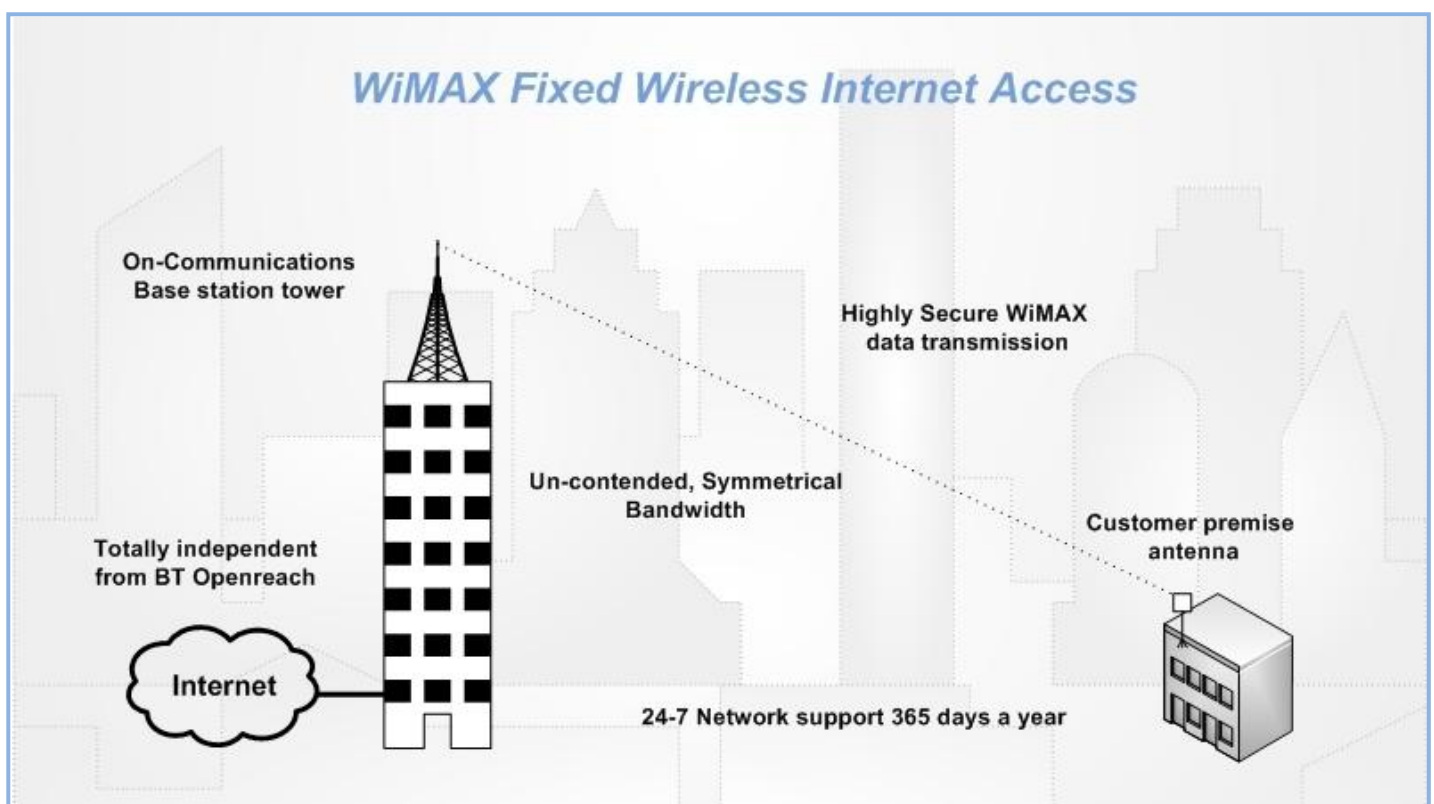 WiMAX Fixed Wireless Internet Access
On-Communications
Base station tower
Highly Secure WiMAX
data transmission
Un-contended, Symmetrical
Bandwidth
Customer premise
antenna
Totally independent
from BT Openreach
Internet
24-7 Network support 365 days a year